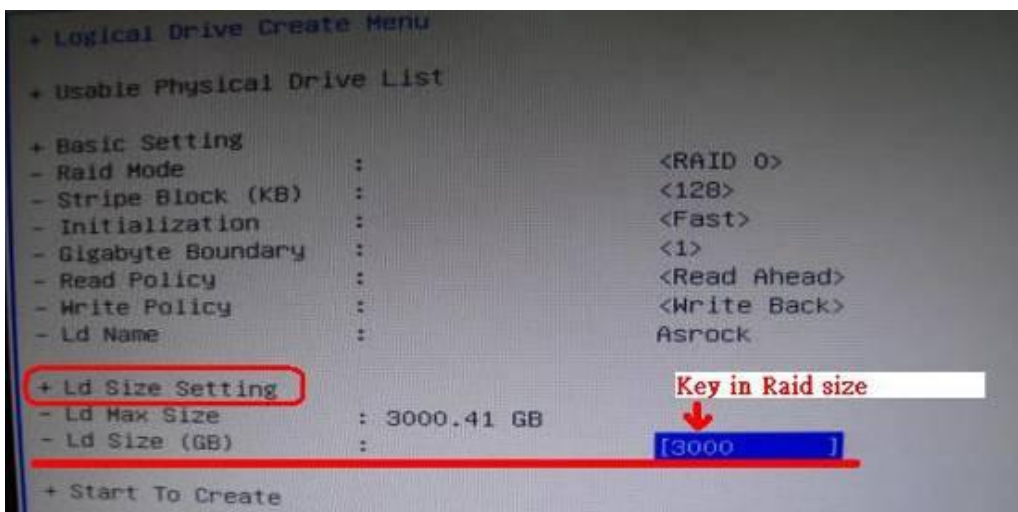 + Logical Drive Create Menu
+ Usable Physical Drive List
+ Basic Setting
- Raid Mode : <RAID 0>
- Stripe Block (KB) : <128>
- Initialization : <Fast>
- Gigabyte Boundary : <1>
- Read Policy : <Read Ahead>
- Write Policy : <Write Back>
- Ld Name : Asrock
+ Ld Size Setting
Key in Raid size
- Ld Max Size : 3000.41 GB
- Ld Size (GB) : [3000 ]
+ Start To Create